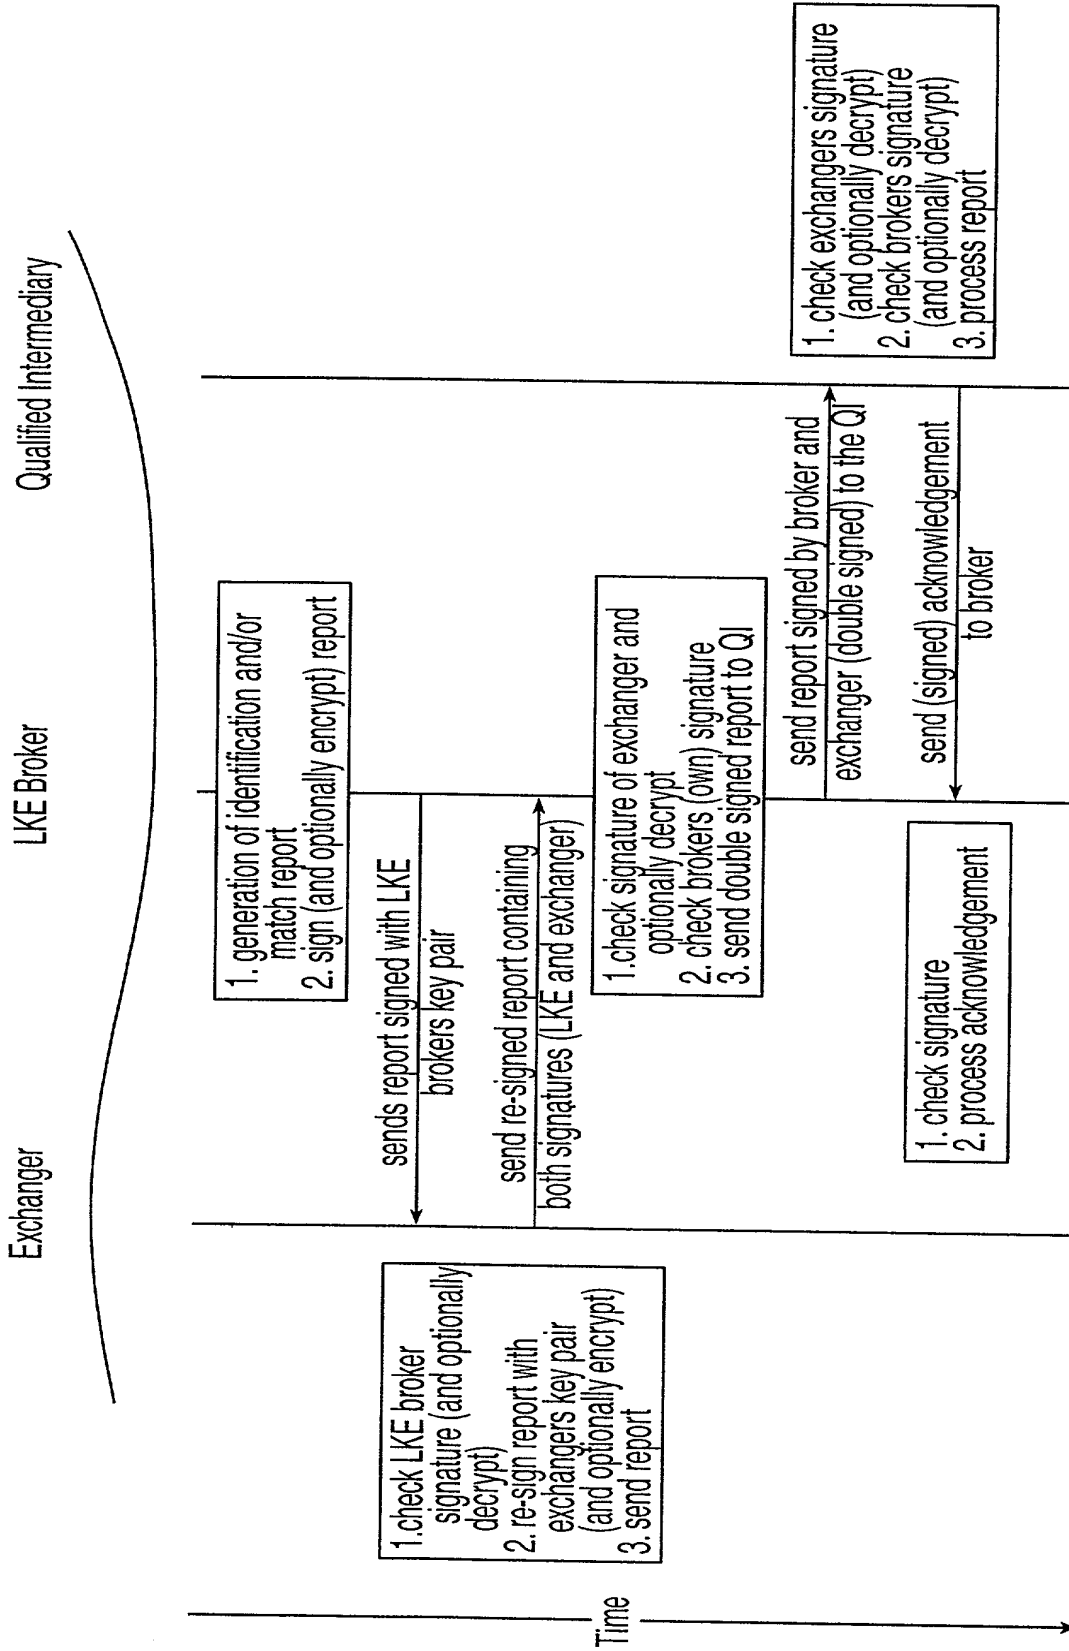 Exchanger
LKE Broker
Qualified Intermediary
1. generation of identification and/or
match report
2. sign (and optionally encrypt) report
sends report signed with LKE
brokers key pair
1.check LKE broker
signature (and optionally
decrypt)
2. re-sign report with
exchangers key pair
(and optionally encrypt)
3. send report
send re-signed report containing
both signatures (LKE and exchanger)
1.check signature of exchanger and
optionally decrypt
2. check brokers (own) signature
3. send double signed report to QI
send report signed by broker and
exchanger (double signed) to the QI
1. check exchangers signature
(and optionally decrypt)
2. check brokers signature
(and optionally decrypt)
3. process report
send (signed) acknowledgement
to broker
1. check signature
2. process acknowledgement
Time